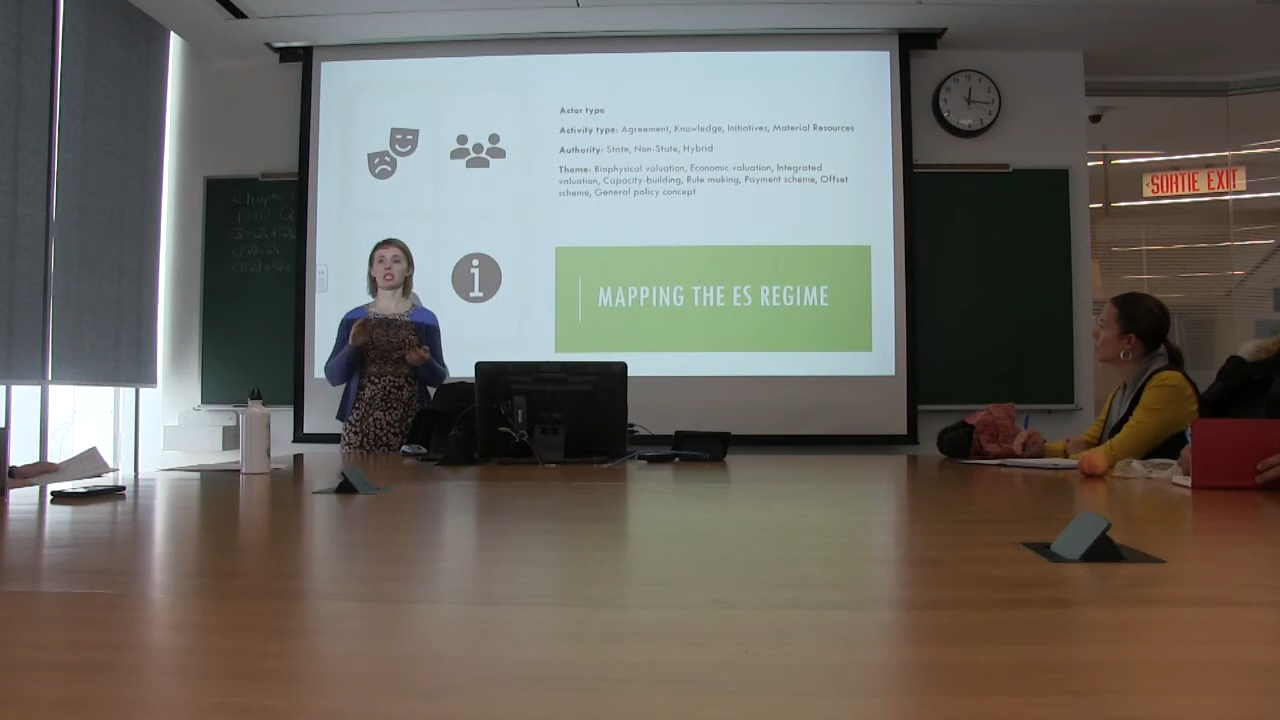 Actor type
Activity type: Agreement, Knowledge, Initiatives, Material Resources
Authority: State, Non-State, Hybrid
Theme: Biophysical valuation, Economic valuation, Integrated
valuation, Capacity-building, Rule making, Payment scheme, Offset
scheme, General policy concept
MAPPING THE ES REGIME
SORTIE EXIT